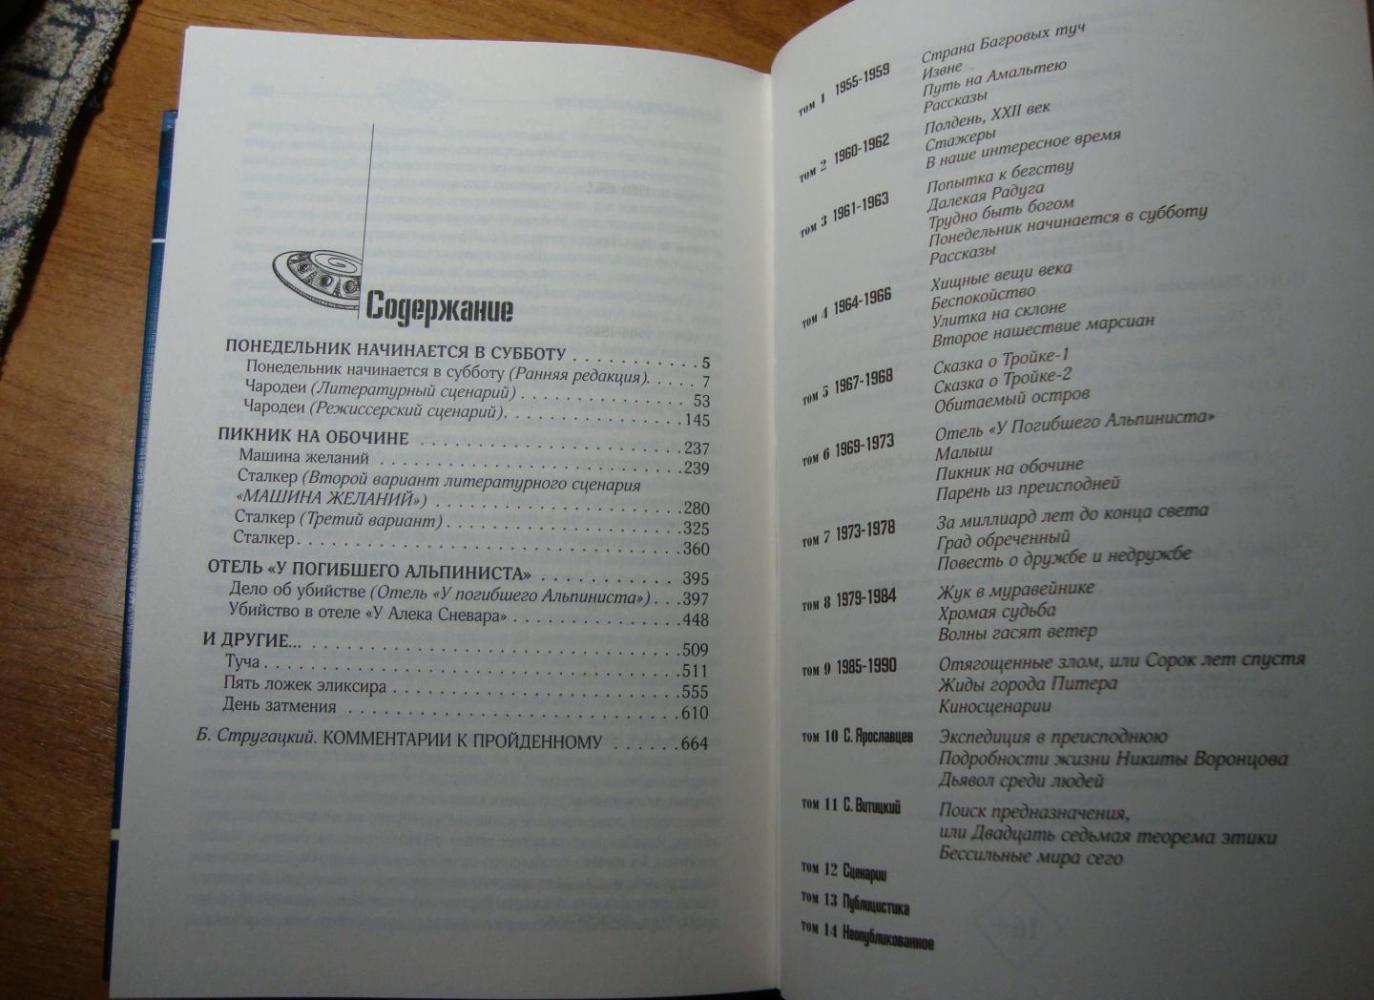 Содержание
ПОНЕДЕЛЬНИК НАЧИНАЕТСЯ В СУББОТУ . . . . . . . . . . . 5
Понедельник начинается в субботу (Ранняя редакция). . . . . 7
Чародеи (Литературный сценарий) . . . . . . . . . . . . . . 53
Чародеи (Режиссерский сценарий). . . . . . . . . . . . . . 145
ПИКНИК НА ОБОЧИНЕ . . . . . . . . . . . . . . . . . . . . 237
Машина желаний . . . . . . . . . . . . . . . . . . . . . . 239
Сталкер (Второй вариант литературного сценария
«МАШИНА ЖЕЛАНИЙ») . . . . . . . . . . . . . . . . . . . 280
Сталкер (Третий вариант) . . . . . . . . . . . . . . . . . 325
Сталкер. . . . . . . . . . . . . . . . . . . . . . . . . . . 360
ОТЕЛЬ «У ПОГИБШЕГО АЛЬПИНИСТА» . . . . . . . . . . . 395
Дело об убийстве (Отель «У погибшего Альпиниста») . . . 397
Убийство в отеле «У Алека Сневара» . . . . . . . . . . . . . 448
И ДРУГИЕ... . . . . . . . . . . . . . . . . . . . . . . . . . 509
Туча . . . . . . . . . . . . . . . . . . . . . . . . . . . . 511
Пять ложек эликсира . . . . . . . . . . . . . . . . . . . . 555
День затмения . . . . . . . . . . . . . . . . . . . . . . . 610
Б. Стругацкий. КОММЕНТАРИИ К ПРОЙДЕННОМУ . . . . . . 664
том 1 1955-1959 Страна Багровых туч
Извне
Путь на Амальтею
Рассказы
том 2 1960-1962 Полдень, XXII век
Стажеры
В наше интересное время
том 3 1961-1963 Попытка к бегству
Далекая Радуга
Трудно быть богом
Понедельник начинается в субботу
Рассказы
том 4 1964-1966 Хищные вещи века
Беспокойство
Улитка на склоне
Второе нашествие марсиан
том 5 1967-1968 Сказка о Тройке-1
Сказка о Тройке-2
Обитаемый остров
том 6 1969-1973 Отель «У Погибшего Альпиниста»
Малыш
Пикник на обочине
Парень из преисподней
том 7 1973-1978 За миллиард лет до конца света
Град обреченный
Повесть о дружбе и недружбе
том 8 1979-1984 Жук в муравейнике
Хромая судьба
Волны гасят ветер
том 9 1985-1990 Отягощенные злом, или Сорок лет спустя
Жиды города Питера
Киносценарии
том 10 С. Ярославцев Экспедиция в преисподнюю
Подробности жизни Никиты Воронцова
Дьявол среди людей
том 11 С. Витицкий Поиск предназначения,
или Двадцать седьмая теорема этики
Бессильные мира сего
том 12 Сценарии
том 13 Публицистика
том 14 Неопубликованное